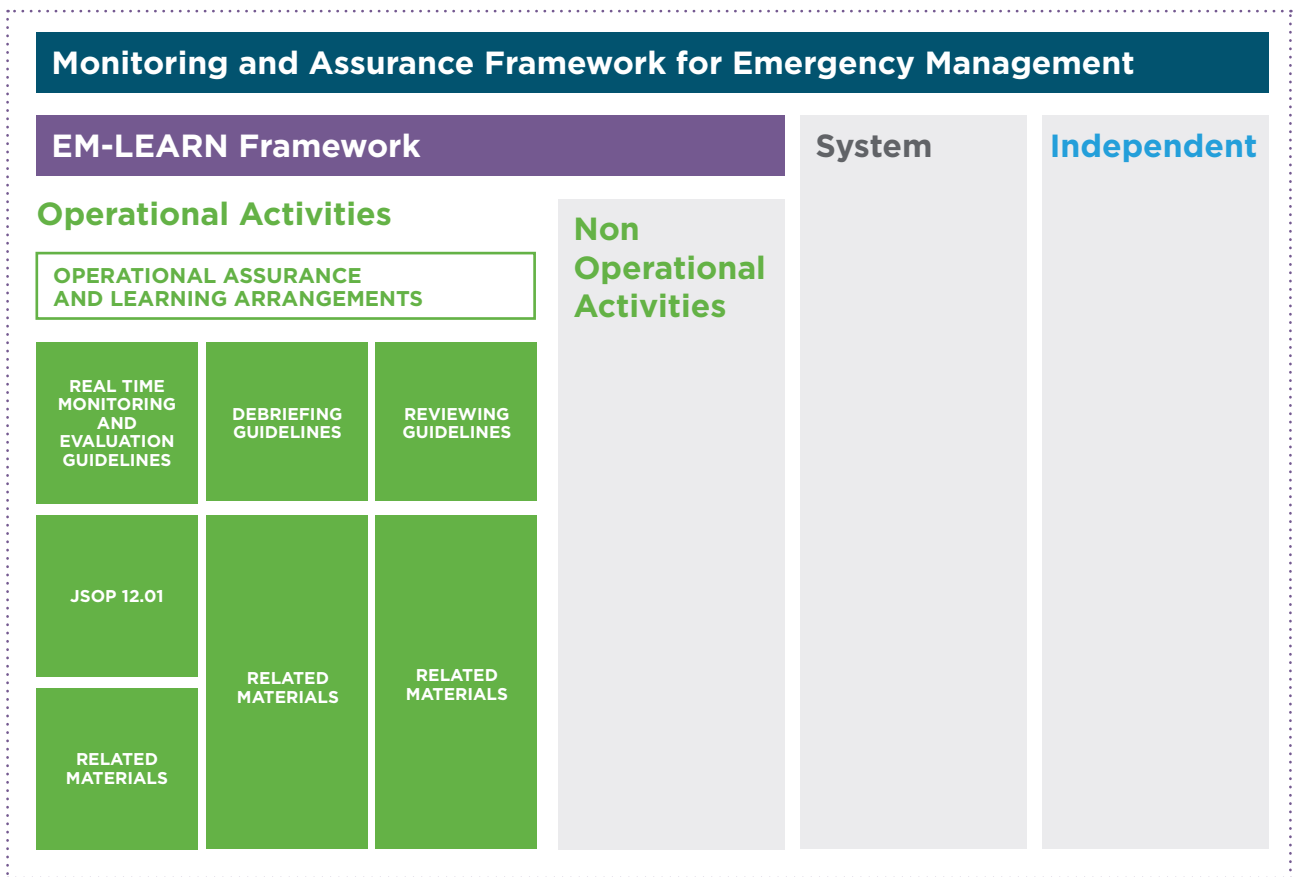 Monitoring and Assurance Framework for Emergency Management
EM-LEARN Framework
System
Independent
Operational Activities
Non
Operational
Activities
OPERATIONAL ASSURANCE
AND LEARNING ARRANGEMENTS
REAL TIME
MONITORING
AND
EVALUATION
GUIDELINES
DEBRIEFING
GUIDELINES
REVIEWING
GUIDELINES
JSOP 12.01
RELATED
MATERIALS
RELATED
MATERIALS
RELATED
MATERIALS